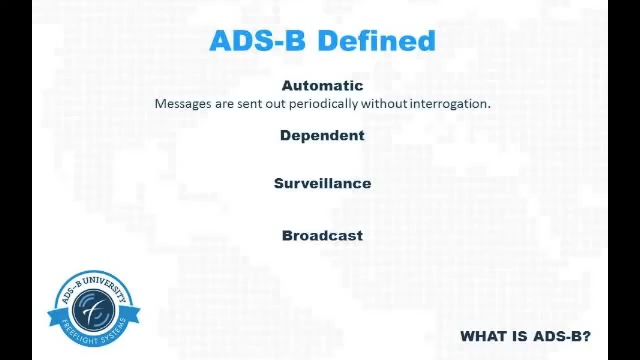 ADS-B Defined
Automatic
Messages are sent out periodically without interrogation.
Dependent
Surveillance
Broadcast
ADS-B UNIVERSITY
FREEFLIGHT SYSTEMS
WHAT IS ADS-B?